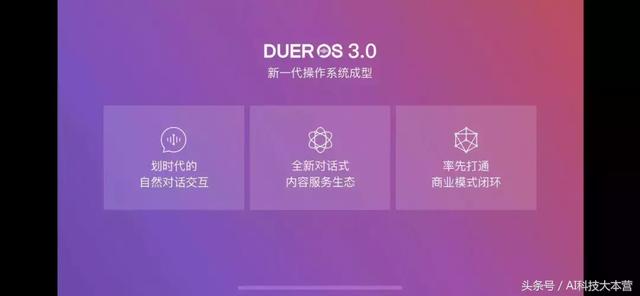 DUER OS 3.0
新一代操作系统成型
划时代的
自然对话交互
全新对话式
内容服务生态
率先打通
商业模式闭环
头条号／AI科技大本营